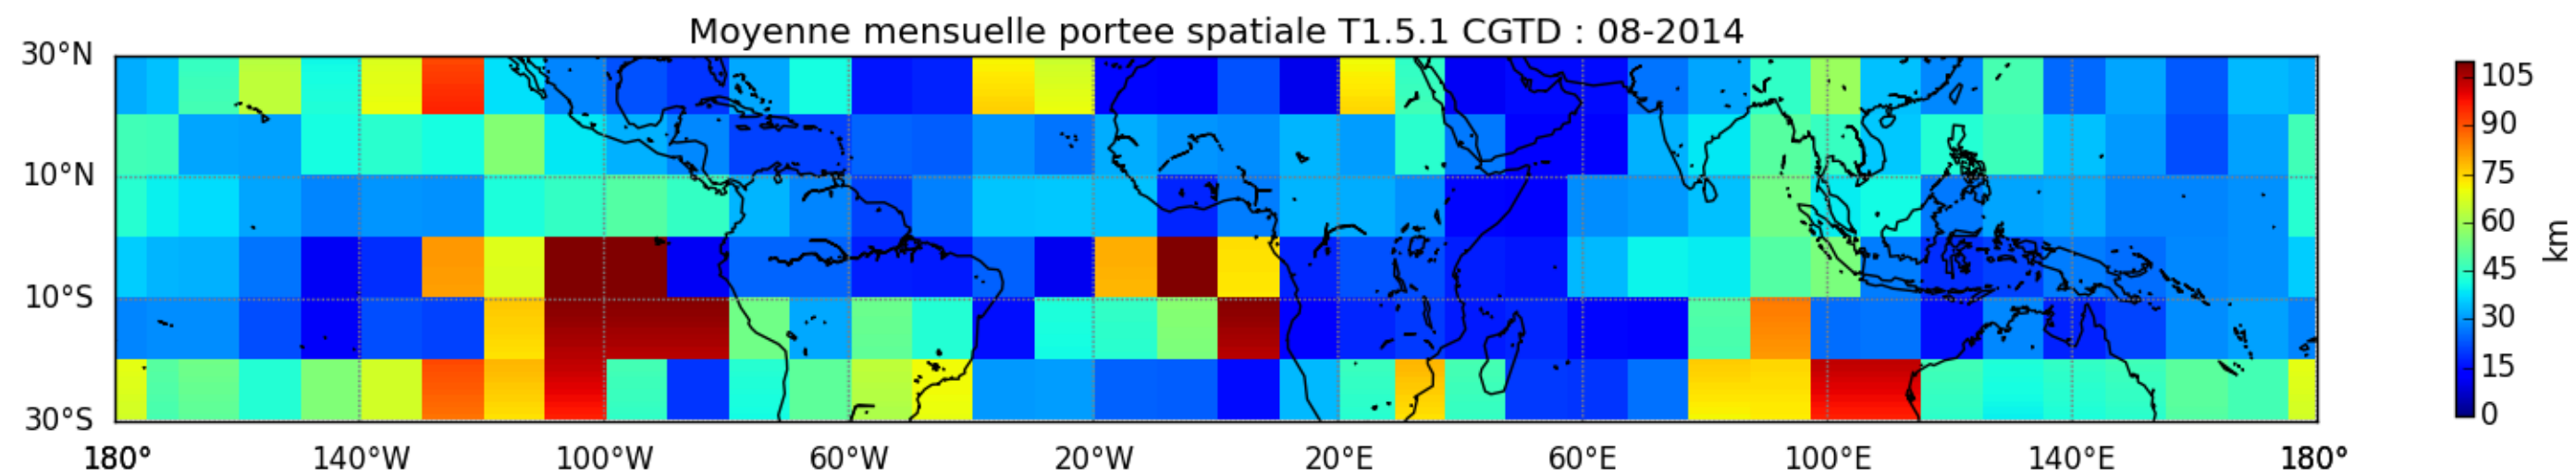 Moyenne mensuelle portee spatiale T1.5.1 CGTD : 08-2014
30°N
10°N
10°S
30°S
180° 140°W 100°W 60°W 20°W 20°E 60°E 100°E 140°E 180°
105
90
75
60
45
30
15
0
km